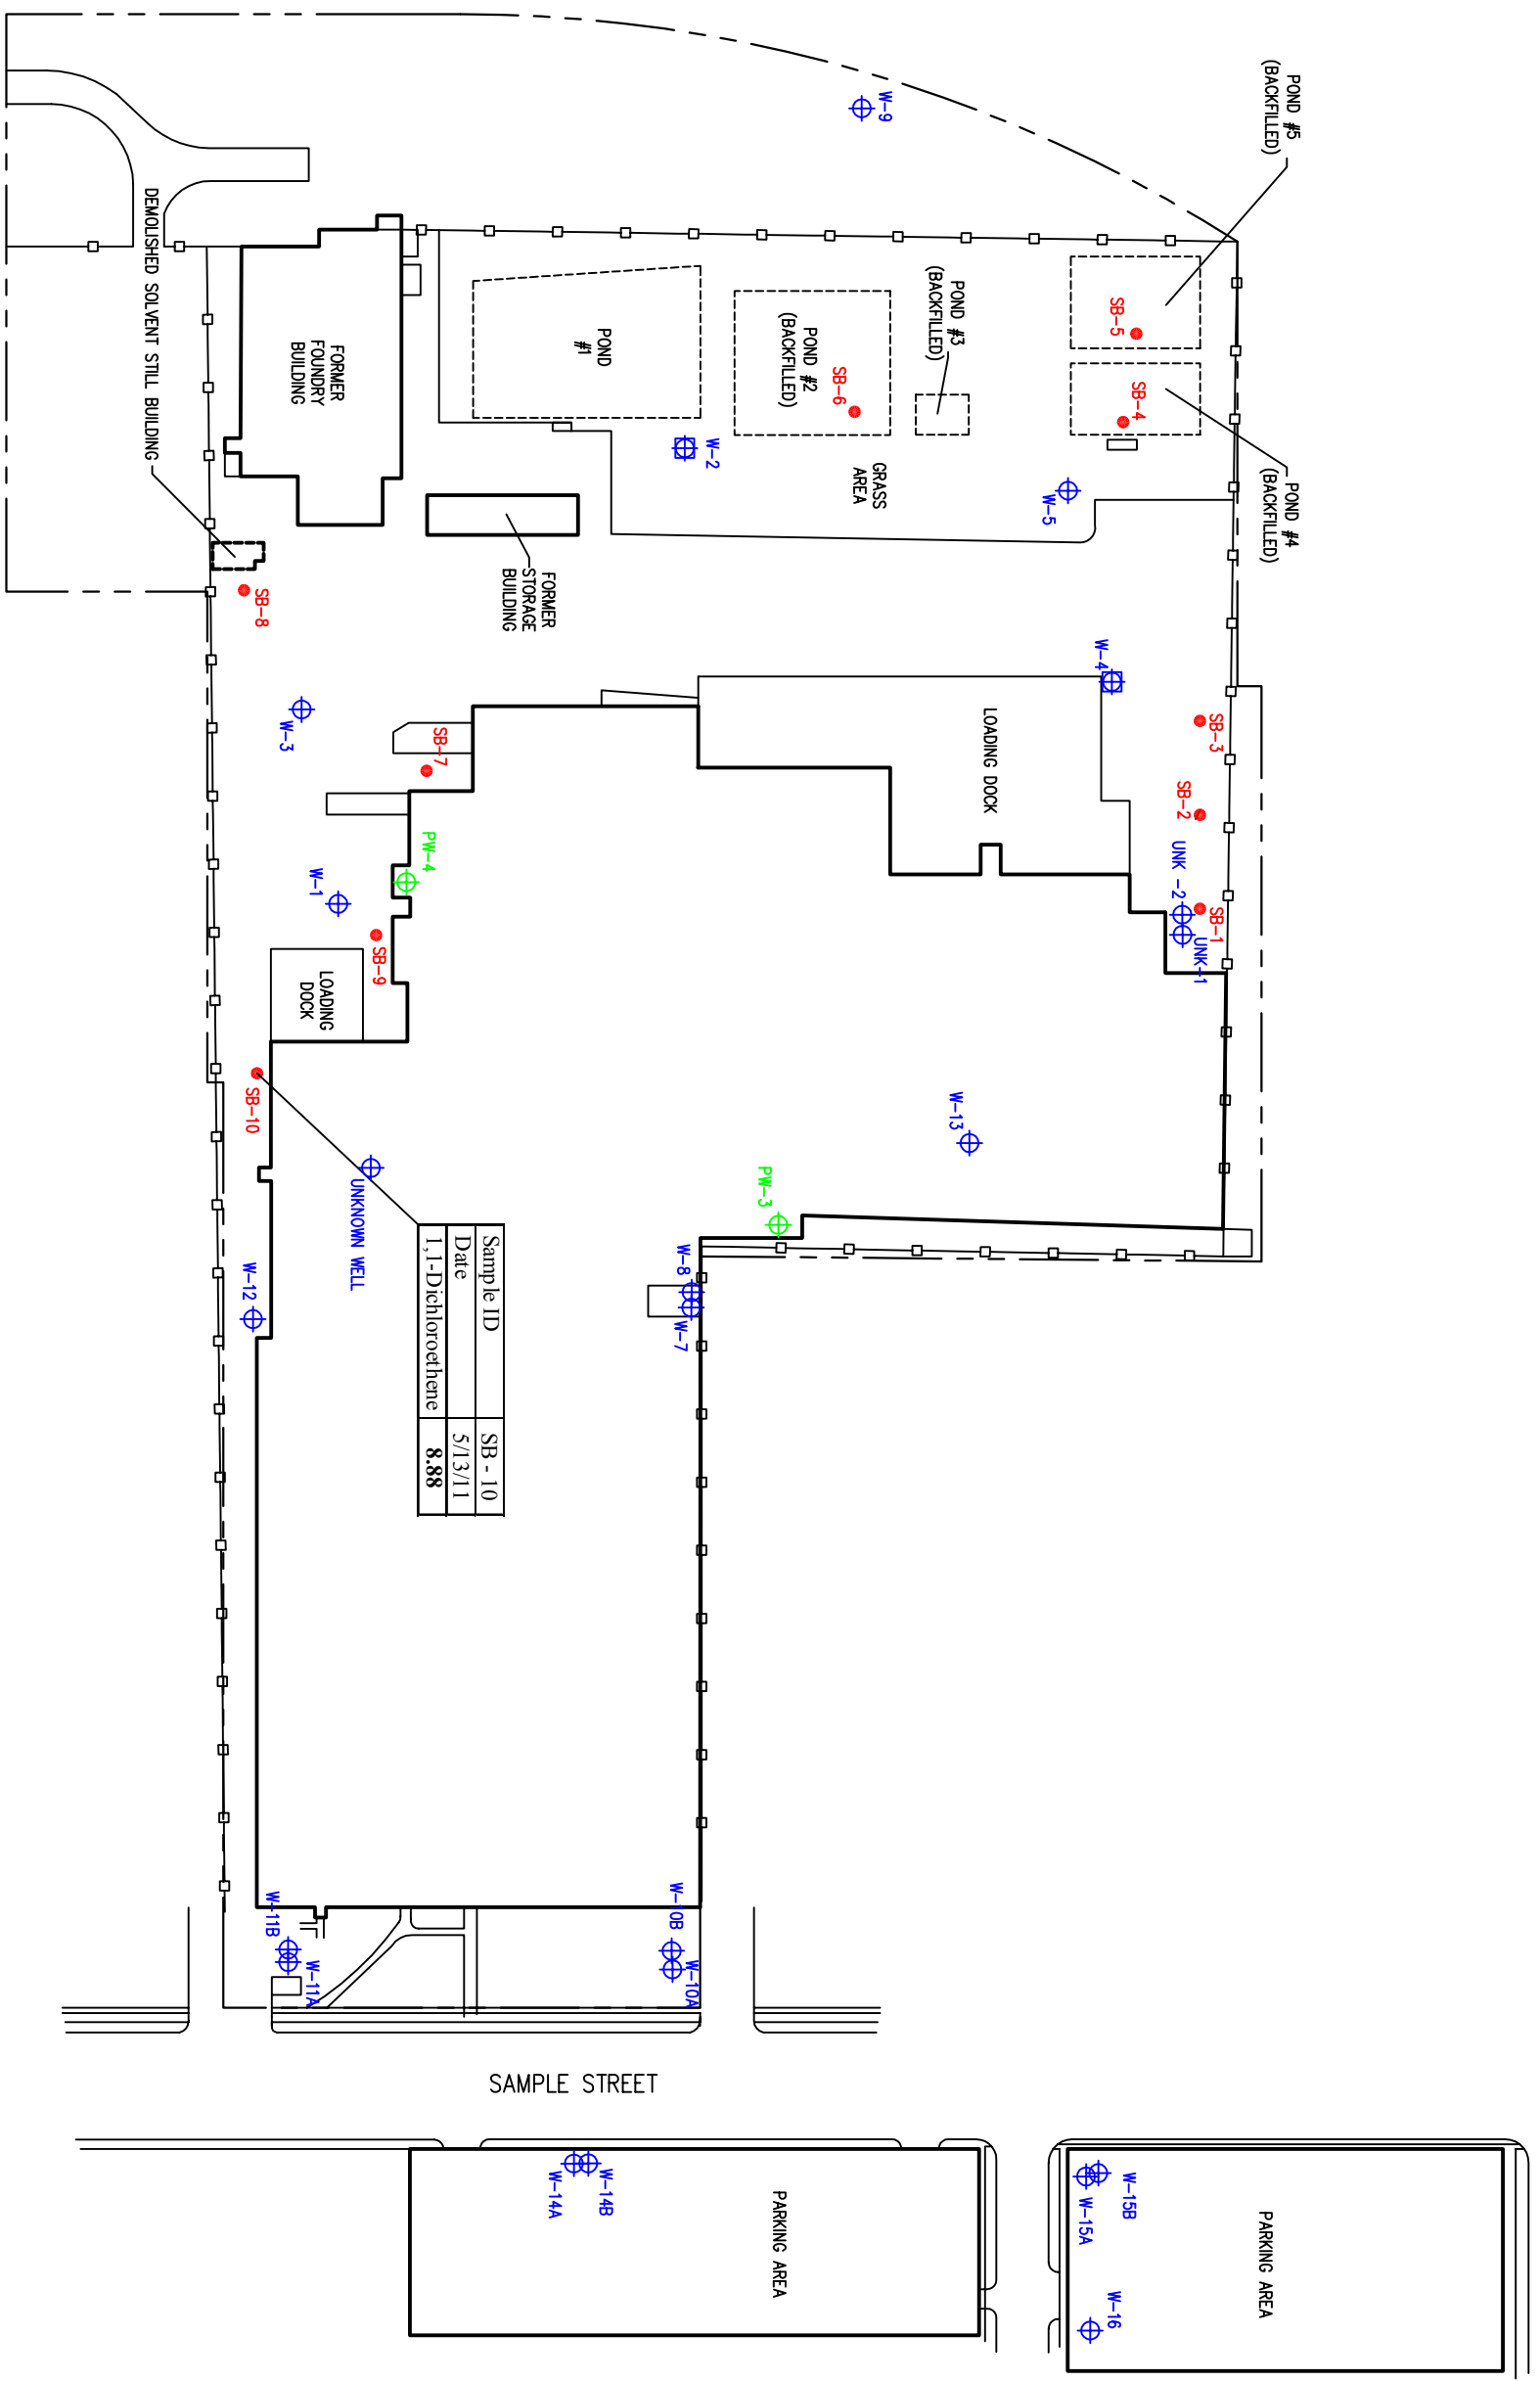 POND #5
(BACKFILLED)
W-9
DEMOLISHED SOLVENT STILL BUILDING
FORMER
FOUNDRY
BUILDING
POND
#1
POND #2
(BACKFILLED)
POND #3
(BACKFILLED)
SB-5
SB-4
SB-6
POND #4
(BACKFILLED)
W-2
GRASS
AREA
W-5
FORMER
STORAGE
BUILDING
SB-8
W-4
SB-3
W-3
SB-7
LOADING DOCK
SB-2
PW-4
UNK -2
W-1
SB-1
UNK-1
SB-9
LOADING
DOCK
SB-10
W-13
PW-3
UNKNOWN WELL
W-12
W-8
W-7
Sample ID SB - 10
Date 5/13/11
1,1-Dichloroethene 8.88
W-11B
W-11A
W-10B
W-10A
SAMPLE STREET
W-14A
W-14B
PARKING AREA
W-15B
W-15A
W-16
PARKING AREA